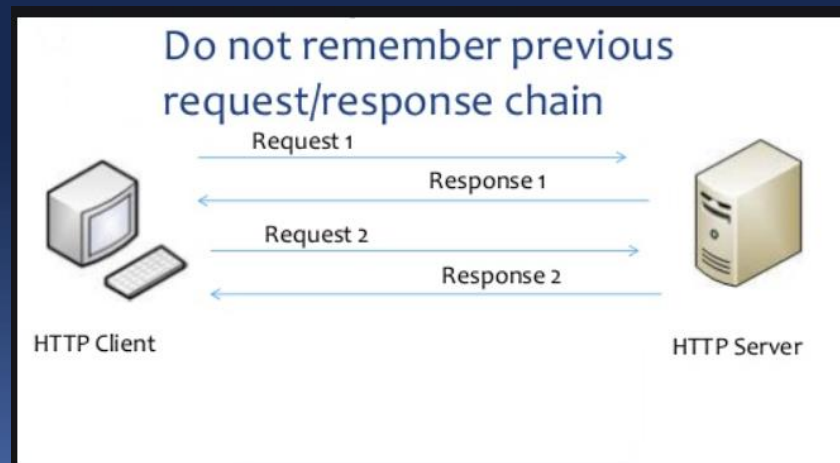 Do not remember previous
request/response chain
Request 1
Response 1
Request 2
Response 2
HTTP Client
HTTP Server